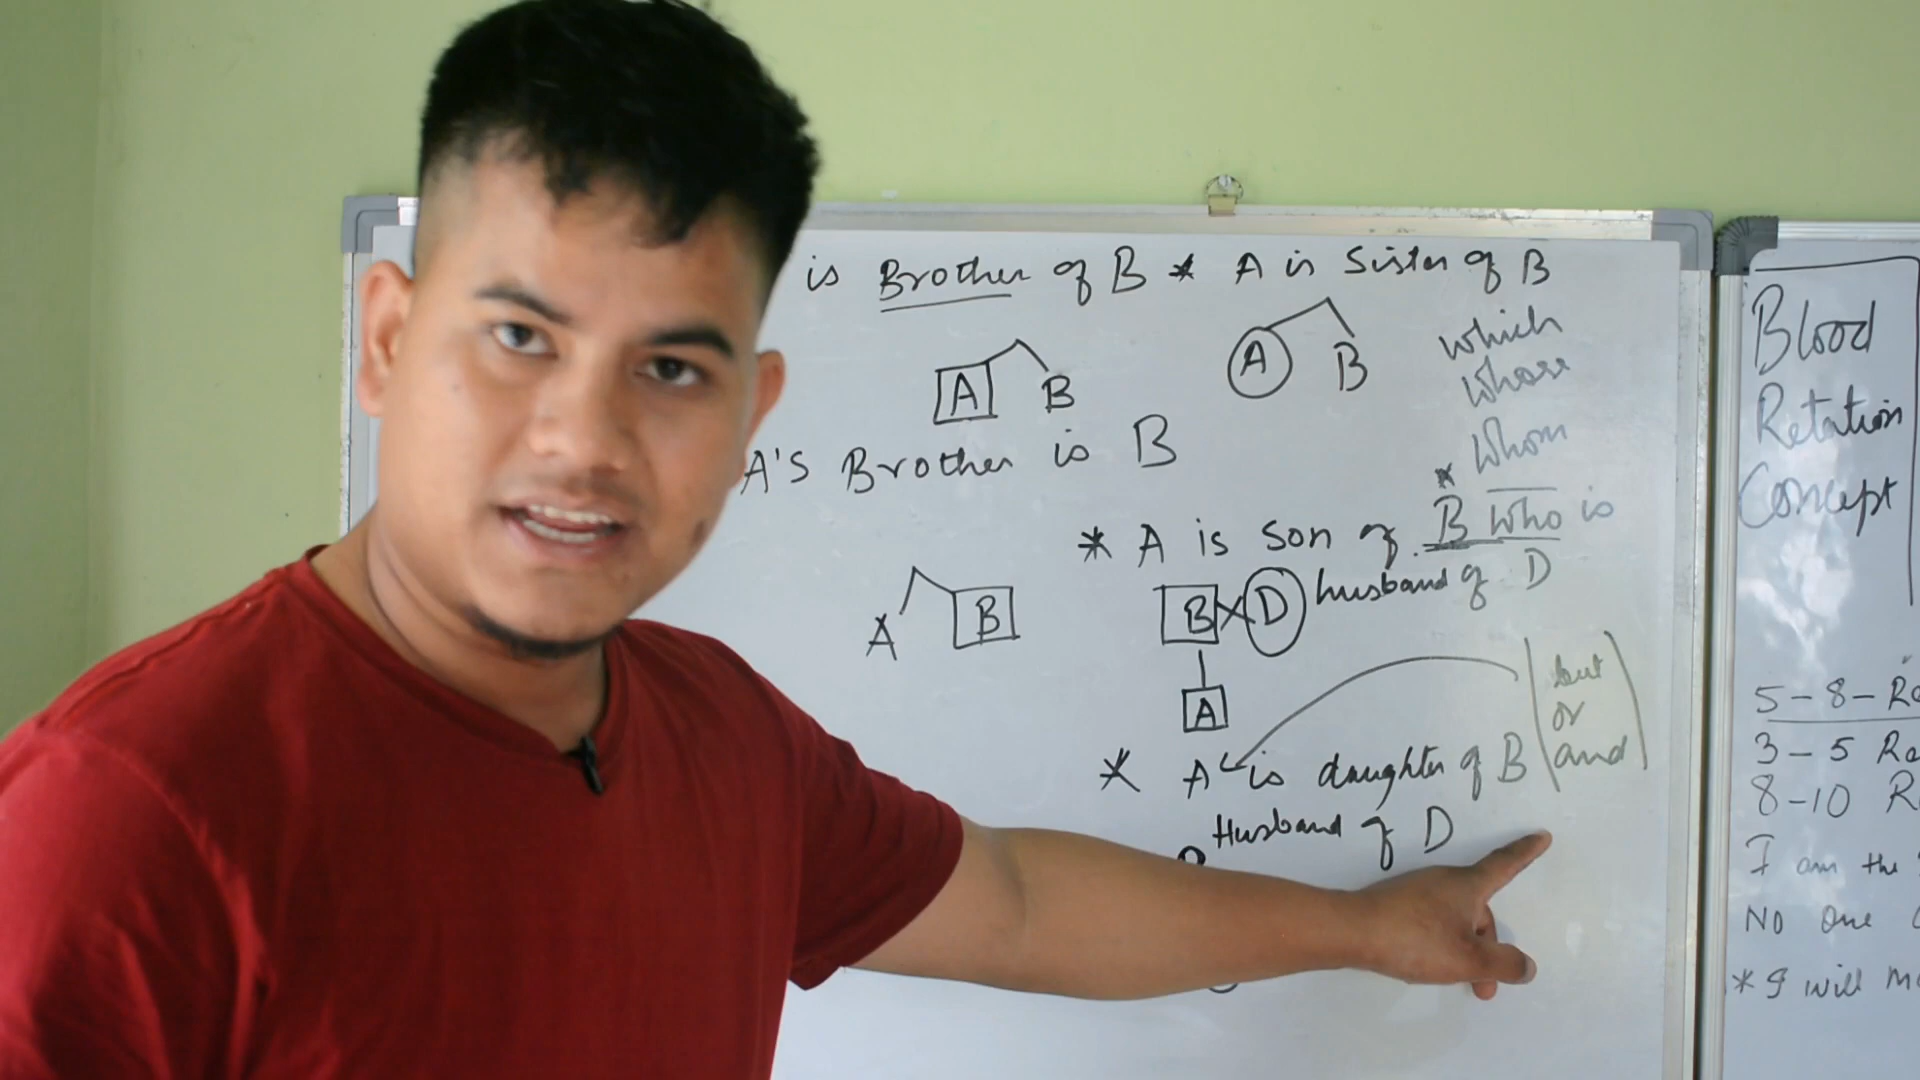 is Brother of B * A is Sister of B
A B
A B
which
whose
whom
A'S Brother is B
* A is son of B who is
husband of D
A B
B X D
A
but
or
and
* A is daughter of B
Husband of D
Blood
Relation
Concept
5-8-
3-5
8-10
I am the
No one
* I will